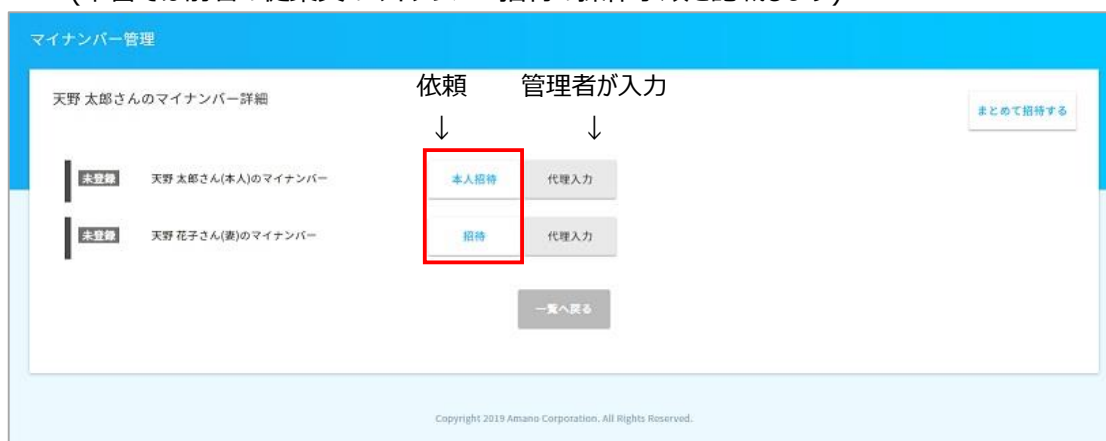 マイナンバー管理
依頼 管理者が入力
天野 太郎さんのマイナンバー詳細
まとめて招待する
↓ ↓
未登録 天野 太郎さん(本人)のマイナンバー 本人招待 代理入力
未登録 天野 花子さん(妻)のマイナンバー 招待 代理入力
一覧へ戻る
Copyright 2019 Amano Corporation. All Rights Reserved.